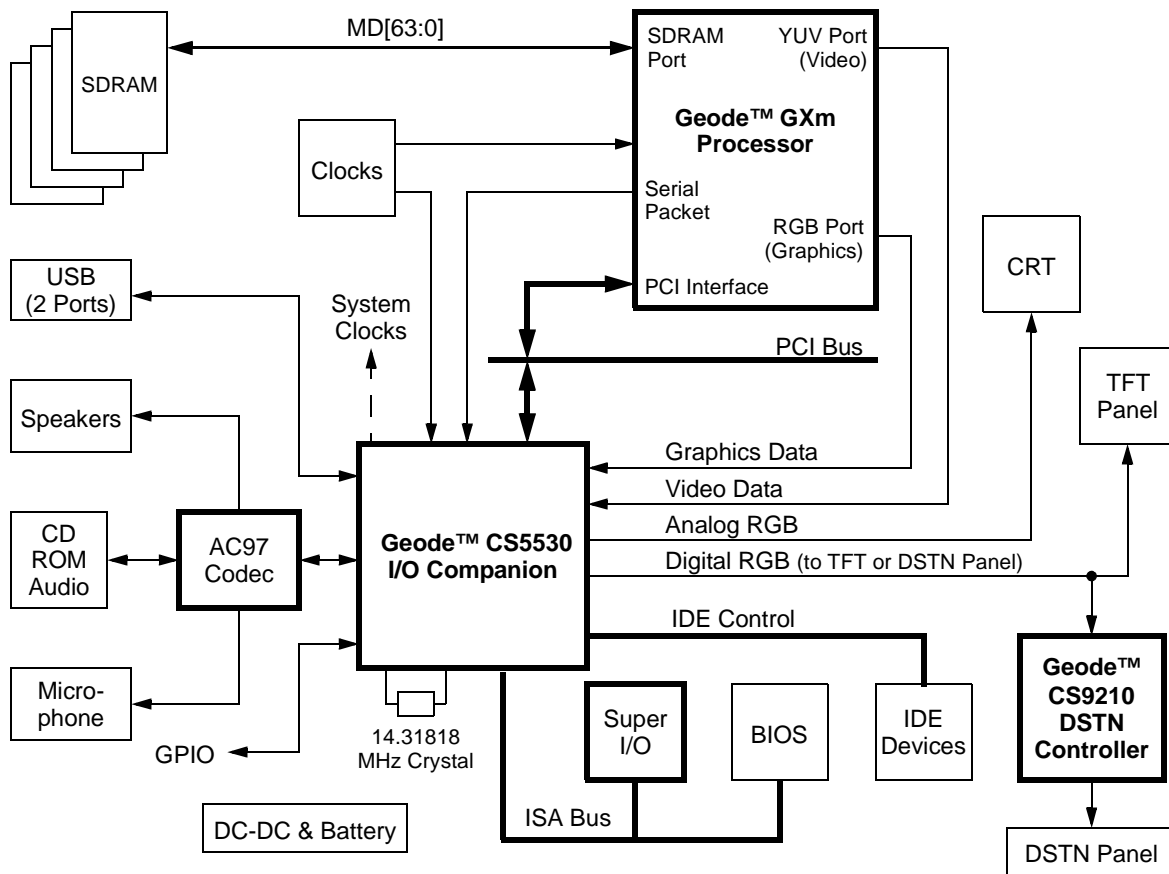 MD[63:0]
SDRAM
SDRAM
Port
YUV Port
(Video)
Geode™ GXm
Processor
Clocks
Serial
Packet
RGB Port
(Graphics)
PCI Interface
CRT
USB
(2 Ports)
System
Clocks
PCI Bus
TFT
Panel
Speakers
Graphics Data
Video Data
Analog RGB
Digital RGB (to TFT or DSTN Panel)
CD
ROM
Audio
AC97
Codec
Geode™ CS5530
I/O Companion
IDE Control
Micro-
phone
GPIO
14.31818
MHz Crystal
Super
I/O
BIOS
IDE
Devices
Geode™
CS9210
DSTN
Controller
DC-DC & Battery
ISA Bus
DSTN Panel